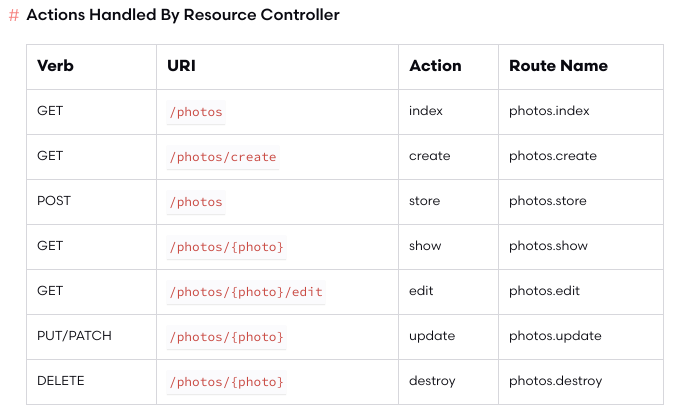 # Actions Handled By Resource Controller
Verb URI Action Route Name
GET /photos index photos.index
GET /photos/create create photos.create
POST /photos store photos.store
GET /photos/{photo} show photos.show
GET /photos/{photo}/edit edit photos.edit
PUT/PATCH /photos/{photo} update photos.update
DELETE /photos/{photo} destroy photos.destroy